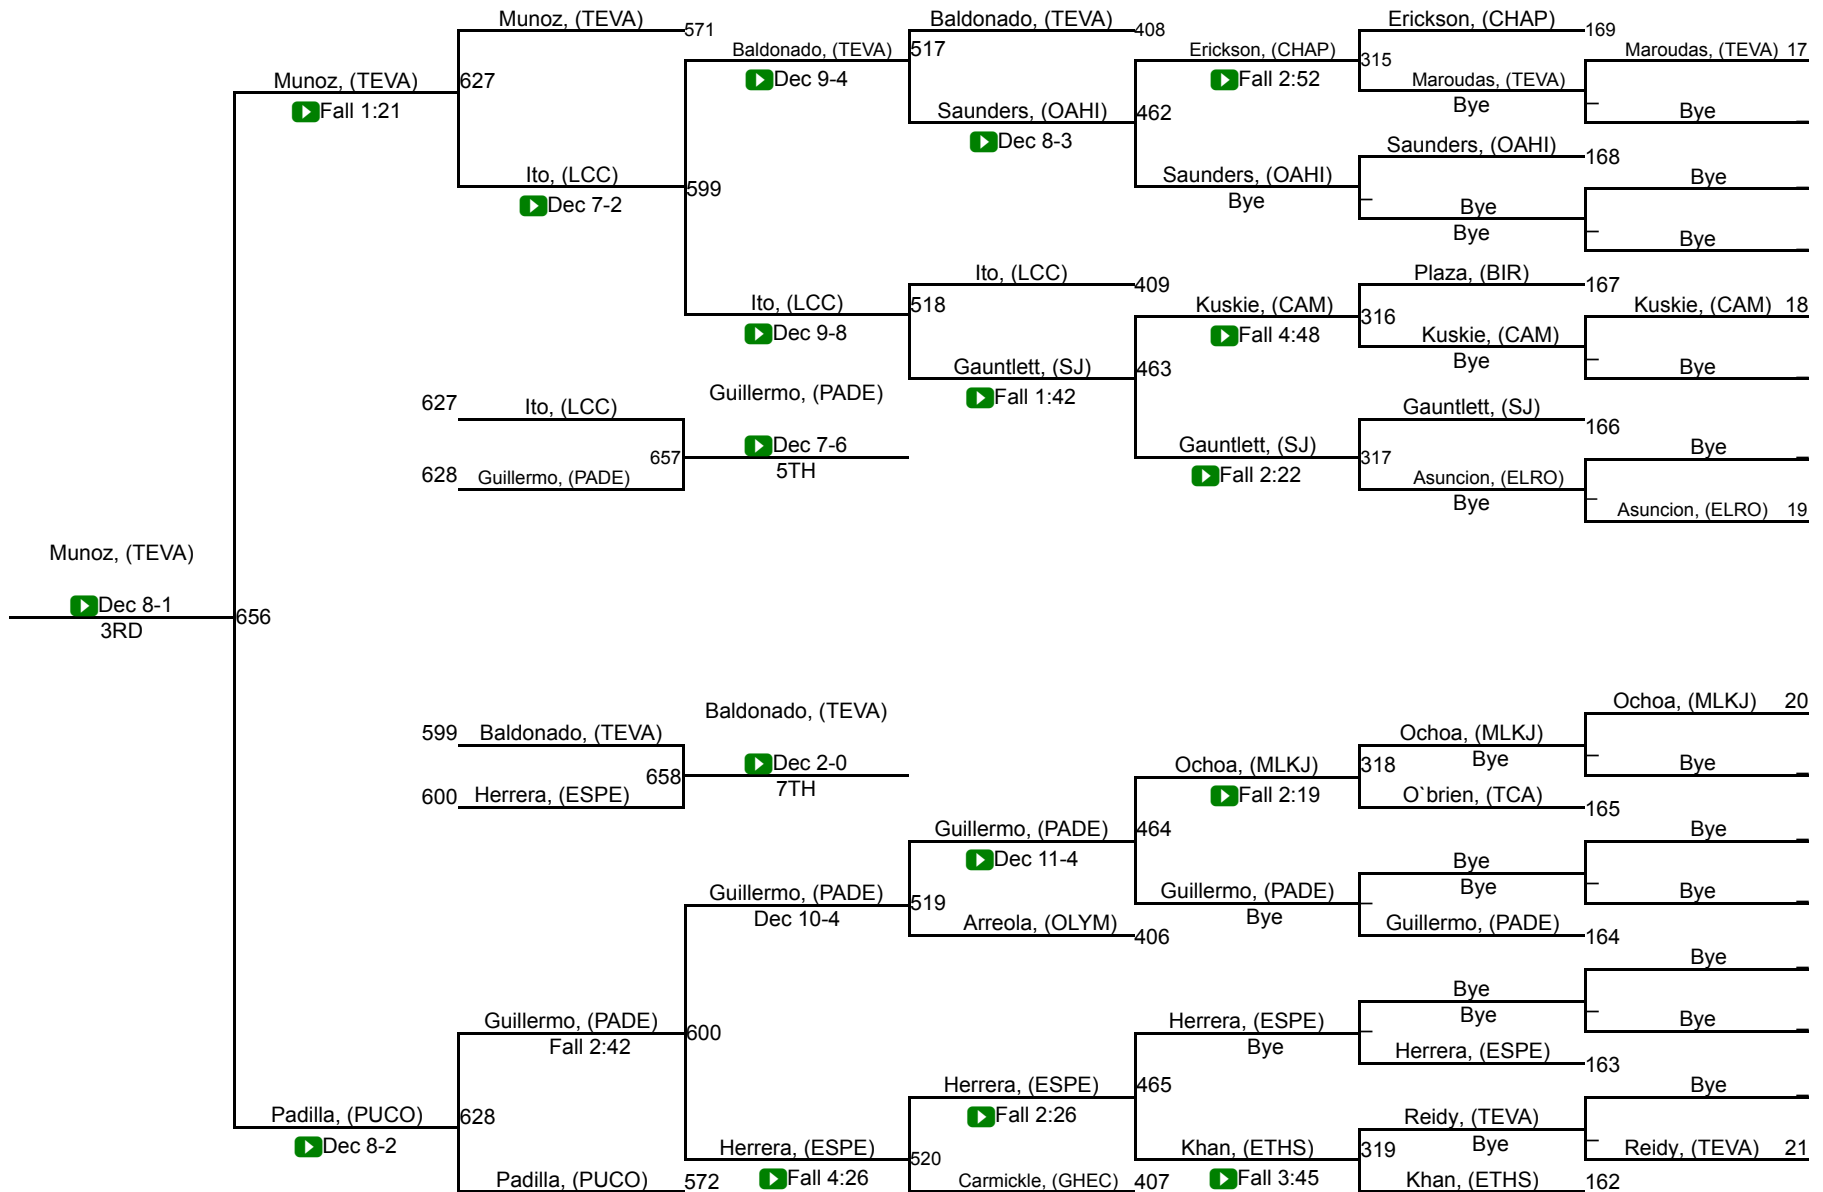 Munoz, (TEVA)
571
Baldonado, (TEVA)
408
Erickson, (CHAP)
169
Baldonado, (TEVA)
517
Erickson, (CHAP)
315
Maroudas, (TEVA) 17
Munoz, (TEVA)
627
Dec 9-4
Fall 2:52
Maroudas, (TEVA)
Bye
Fall 1:21
Saunders, (OAHI)
462
Bye
Dec 8-3
Saunders, (OAHI)
168
Ito, (LCC)
599
Saunders, (OAHI)
Bye
Dec 7-2
Bye
Bye
Bye
Bye
Ito, (LCC)
409
Plaza, (BIR)
167
Ito, (LCC)
518
Kuskie, (CAM)
316
Kuskie, (CAM) 18
Dec 9-8
Fall 4:48
Kuskie, (CAM)
Bye
Gauntlett, (SJ)
463
Bye
Guillermo, (PADE)
Fall 1:42
627
Ito, (LCC)
Gauntlett, (SJ)
166
657
Dec 7-6
Gauntlett, (SJ)
317
Bye
5TH
Fall 2:22
628
Guillermo, (PADE)
Asuncion, (ELRO)
Bye
Asuncion, (ELRO) 19
Munoz, (TEVA)
Dec 8-1
656
3RD
Ochoa, (MLKJ) 20
Baldonado, (TEVA)
599
Baldonado, (TEVA)
Ochoa, (MLKJ)
Bye
658
Dec 2-0
Ochoa, (MLKJ)
318
Bye
7TH
Fall 2:19
600
Herrera, (ESPE)
O`brien, (TCA)
165
Guillermo, (PADE)
464
Bye
Dec 11-4
Bye
Bye
Guillermo, (PADE)
519
Guillermo, (PADE)
Bye
Dec 10-4
Bye
Arreola, (OLYM)
406
Guillermo, (PADE)
164
Bye
Bye
Bye
Guillermo, (PADE)
600
Herrera, (ESPE)
Bye
Fall 2:42
Bye
Herrera, (ESPE)
163
Herrera, (ESPE)
465
Bye
Fall 2:26
Padilla, (PUCO)
628
Reidy, (TEVA)
Bye
Dec 8-2
Herrera, (ESPE)
520
Khan, (ETHS)
319
Reidy, (TEVA) 21
Fall 4:26
Fall 3:45
Padilla, (PUCO)
572
Carmickle, (GHEC)
407
Khan, (ETHS)
162